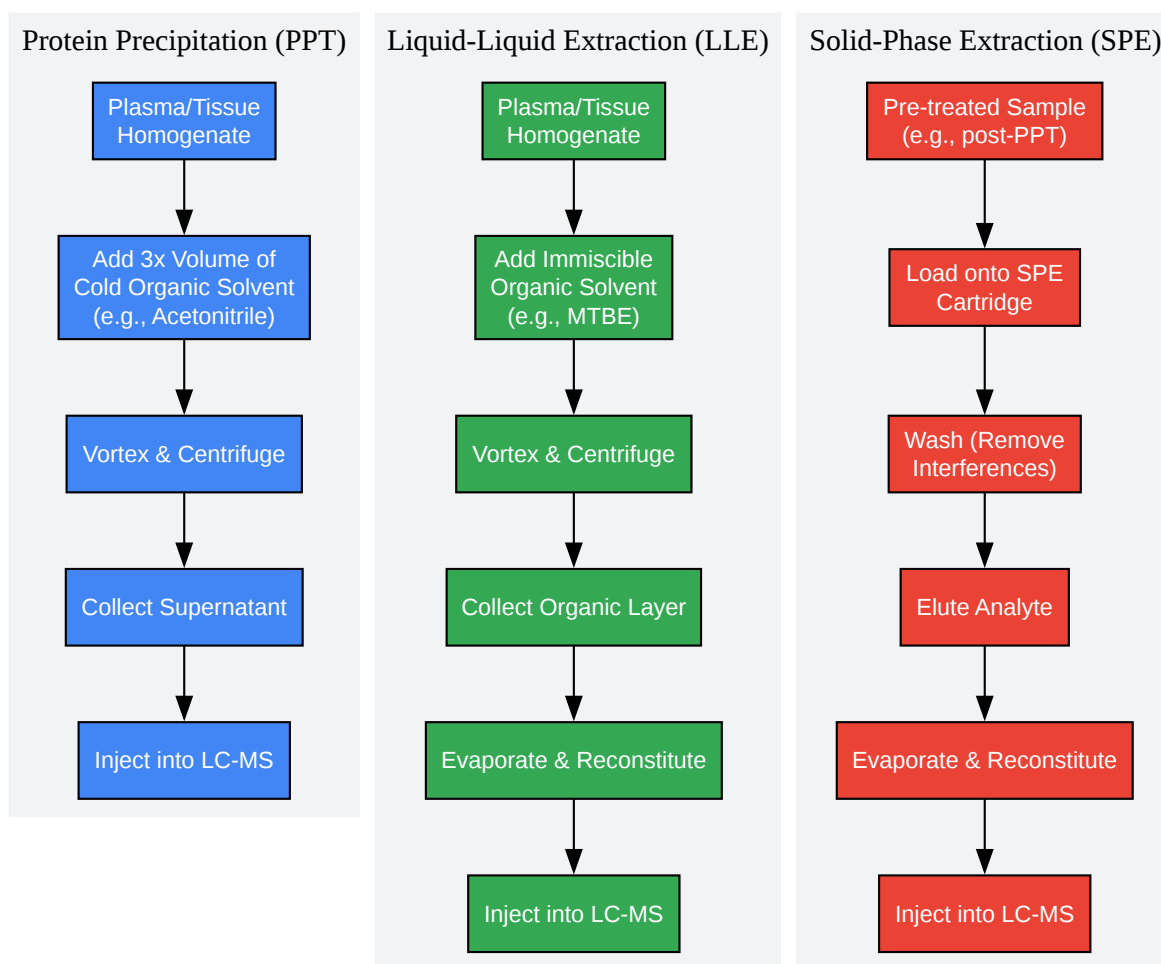 Protein Precipitation (PPT)
Plasma/Tissue
Homogenate
Add 3x Volume of
Cold Organic Solvent
(e.g., Acetonitrile)
Vortex & Centrifuge
Collect Supernatant
Inject into LC-MS
Liquid-Liquid Extraction (LLE)
Plasma/Tissue
Homogenate
Add Immiscible
Organic Solvent
(e.g., MTBE)
Vortex & Centrifuge
Collect Organic Layer
Evaporate & Reconstitute
Inject into LC-MS
Solid-Phase Extraction (SPE)
Pre-treated Sample
(e.g., post-PPT)
Load onto SPE
Cartridge
Wash (Remove
Interferences)
Elute Analyte
Evaporate & Reconstitute
Inject into LC-MS